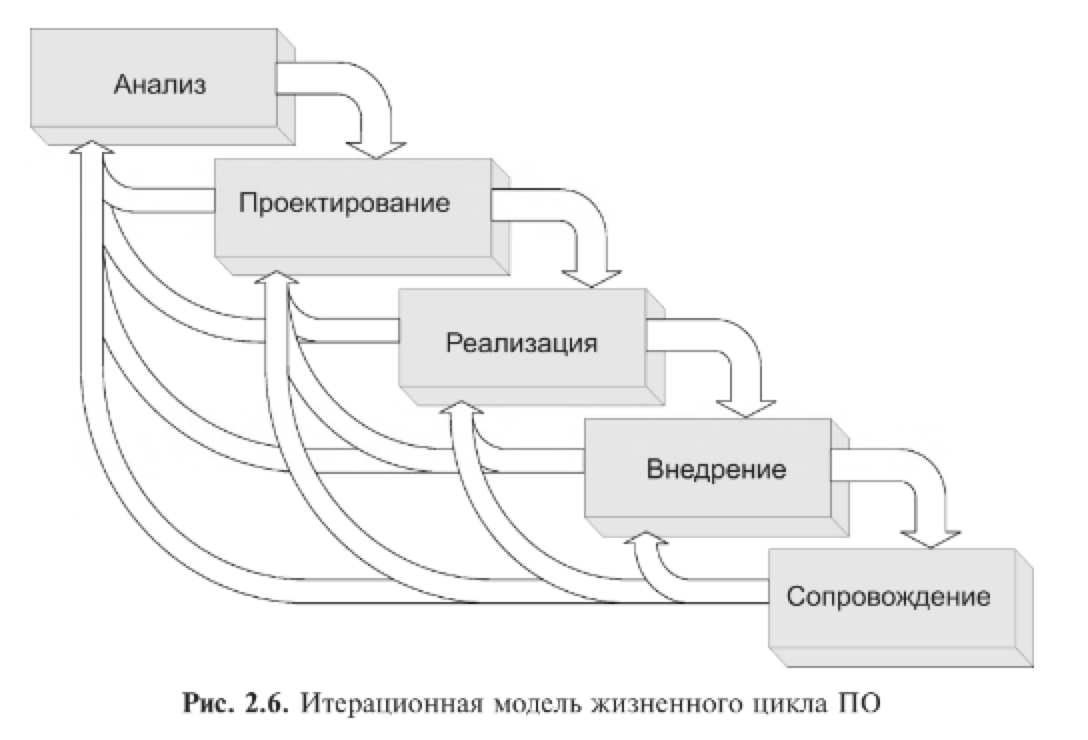 Анализ
Проектирование
Реализация
Внедрение
Сопровождение
Рис. 2.6. Итерационная модель жизненного цикла ПО